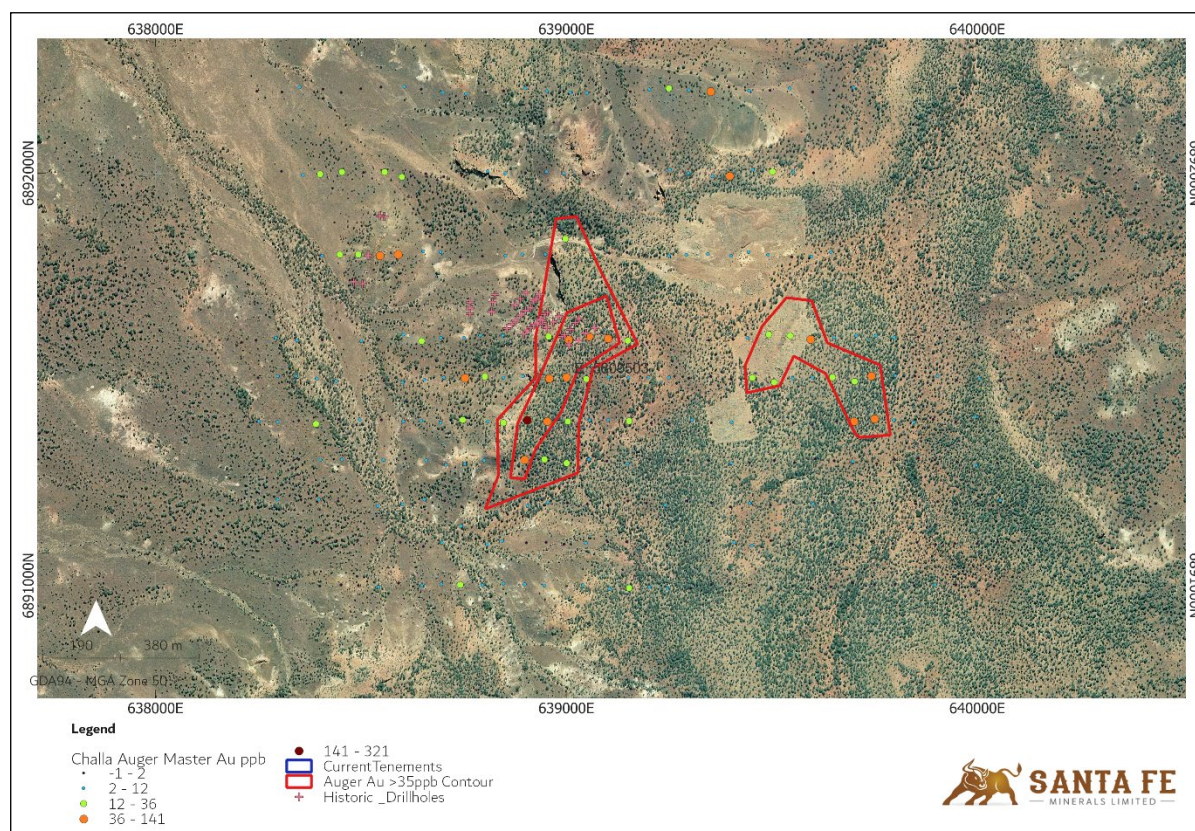 638000E 639000E 640000E
6892000N
6892000N
6891000N
6891000N
190 380 m
GDA94 - MGA Zone 50
638000E 639000E 640000E
Legend
Challa Auger Master Au ppb
-1 - 2
2 - 12
12 - 36
36 - 141
141 - 321
CurrentTenements
Auger Au >35ppb Contour
Historic _Drillholes
SANTA FE
MINERALS LIMITED